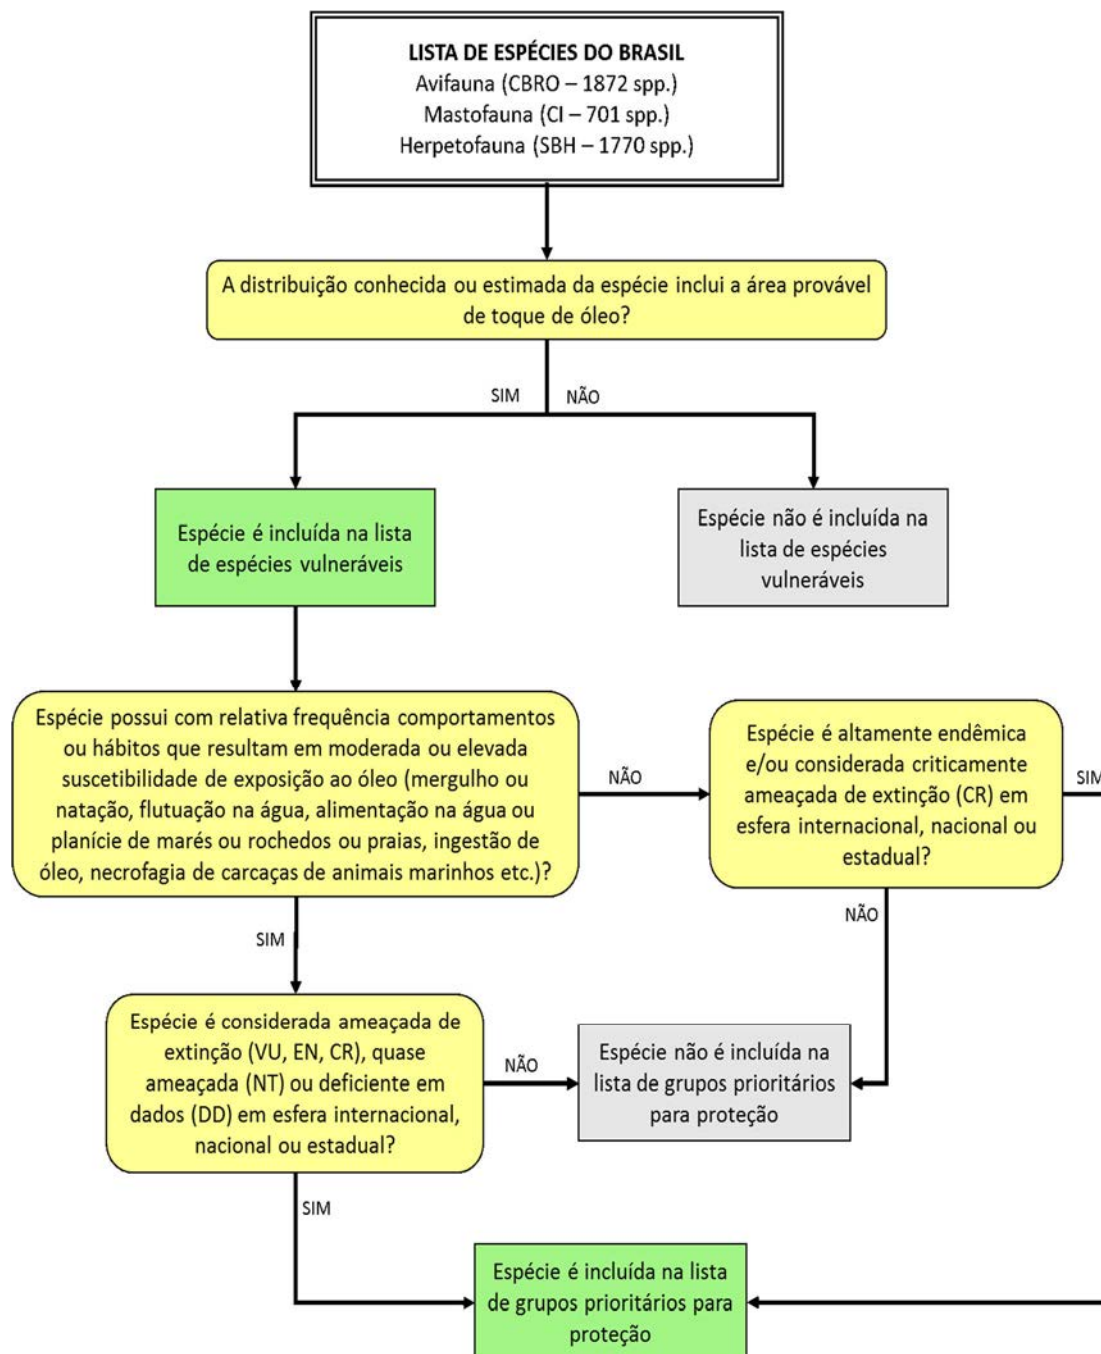 LISTA DE ESPÉCIES DO BRASIL
Avifauna (CBRO – 1872 spp.)
Mastofauna (CI – 701 spp.)
Herpetofauna (SBH – 1770 spp.)
A distribuição conhecida ou estimada da espécie inclui a área provável
de toque de óleo?
SIM
NÃO
Espécie é incluída na lista
de espécies vulneráveis
Espécie não é incluída na
lista de espécies
vulneráveis
Espécie possui com relativa frequência comportamentos
ou hábitos que resultam em moderada ou elevada
suscetibilidade de exposição ao óleo (mergulho ou
natação, flutuação na água, alimentação na água ou
planície de marés ou rochedos ou praias, ingestão de
óleo, necrofagia de carcaças de animais marinhos etc.)?
NÃO
Espécie é altamente endêmica
e/ou considerada criticamente
ameaçada de extinção (CR) em
esfera internacional, nacional ou
estadual?
SIM
NÃO
SIM
Espécie é considerada ameaçada de
extinção (VU, EN, CR), quase
ameaçada (NT) ou deficiente em
dados (DD) em esfera internacional,
nacional ou estadual?
NÃO
Espécie não é incluída na
lista de grupos prioritários
para proteção
SIM
Espécie é incluída na lista
de grupos prioritários para
proteção